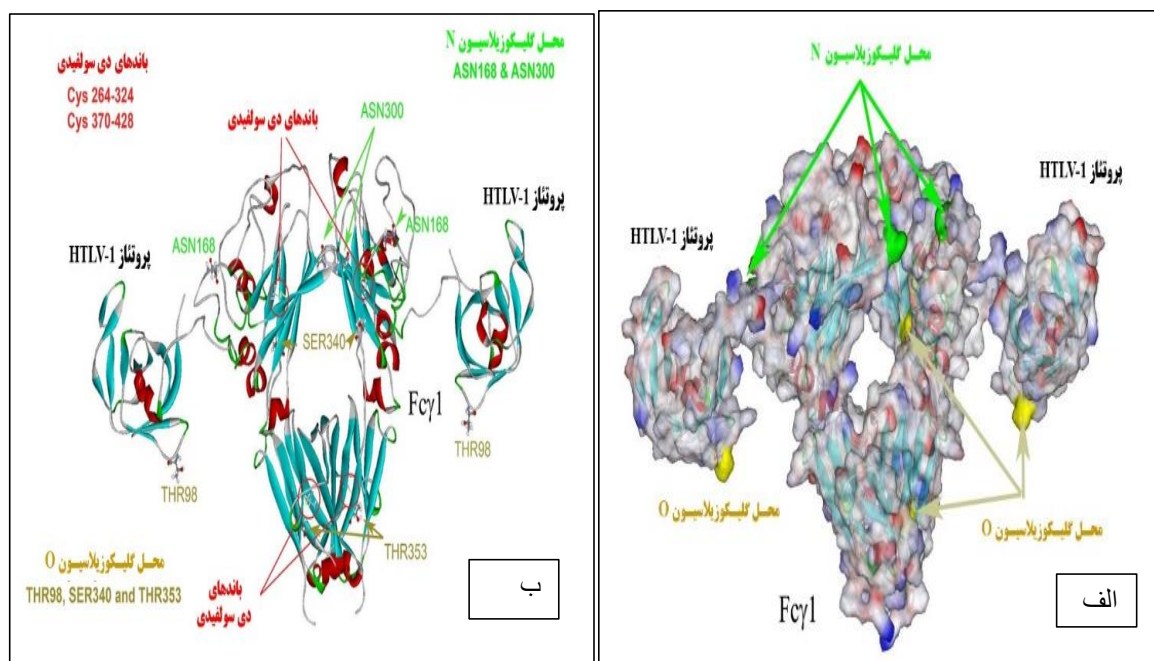 محل گلیکوزیلاسیون N
پروتئاز HTLV-1
پروتئاز HTLV-1
محل گلیکوزیلاسیون O
محل گلیکوزیلاسیون O
Fcγ1
الف
باندهای دی سولفیدی
Cys 264-324
Cys 370-428
محل گلیکوزیلاسیون N
ASN168 & ASN300
باندهای دی سولفیدی
ASN300
پروتئاز HTLV-1
ASN168
ASN168
پروتئاز HTLV-1
SER340
Fcγ1
THR98
THR98
THR353
محل گلیکوزیلاسیون O
THR98, SER340 and THR353
باندهای
دی سولفیدی
ب